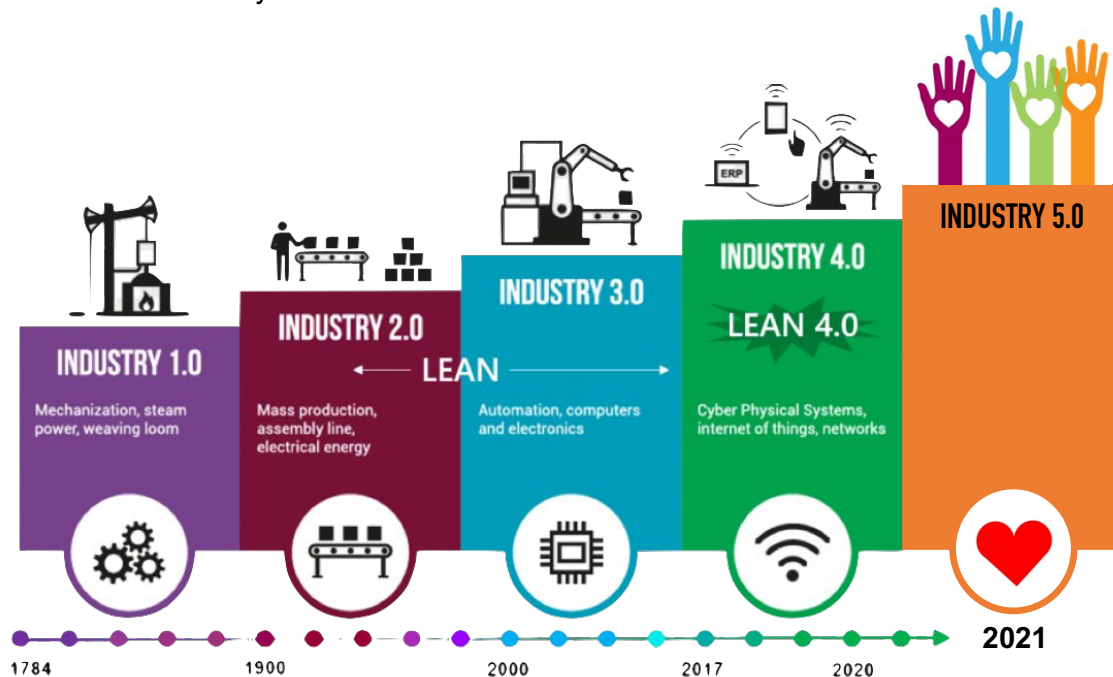 ERP
INDUSTRY 5.0
INDUSTRY 4.0
INDUSTRY 3.0
LEAN 4.0
INDUSTRY 2.0
INDUSTRY 1.0
LEAN
Mechanization, steam
power, weaving loom
Mass production,
assembly line,
electrical energy
Automation, computers
and electronics
Cyber Physical Systems,
internet of things, networks
1784
1900
2000
2017
2020
2021